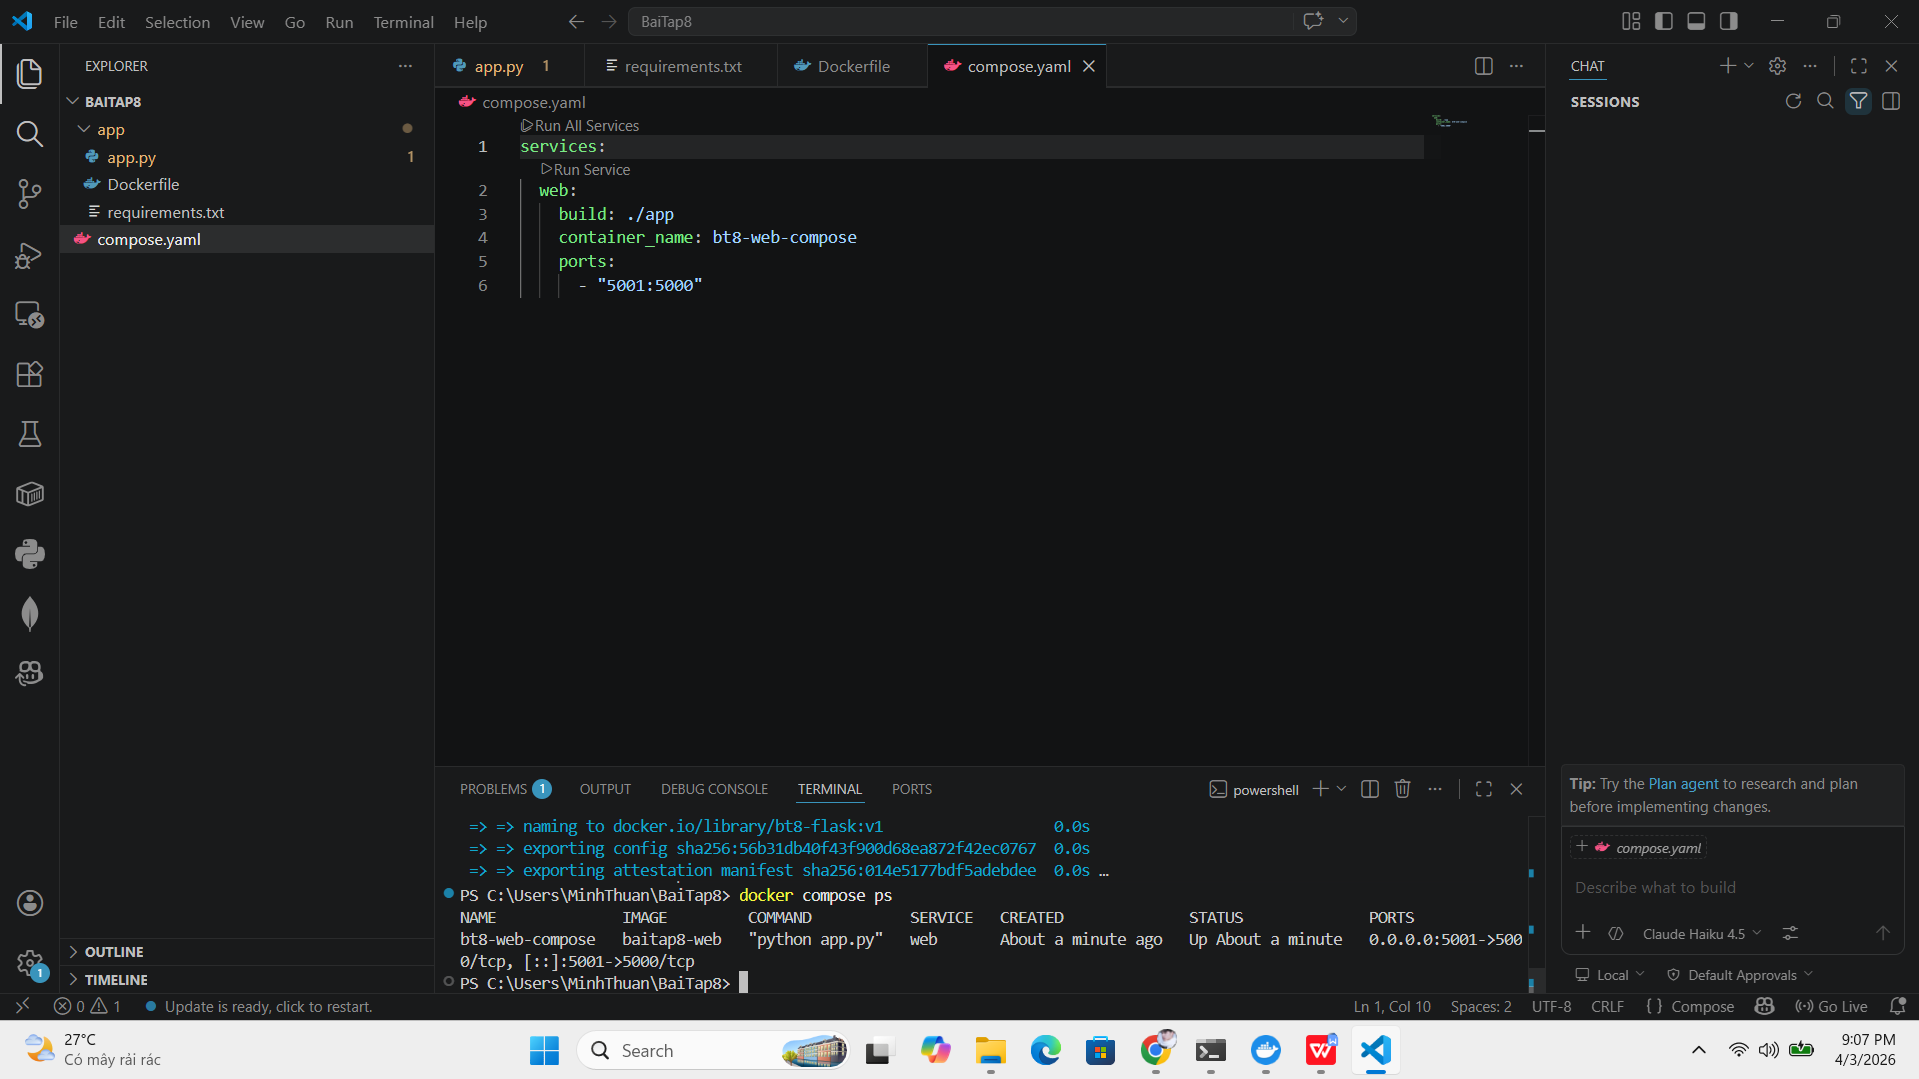 File Edit Selection View Go Run Terminal Help
BaiTap8
EXPLORER
BAITAP8
app
app.py 1
Dockerfile
requirements.txt
compose.yaml
OUTLINE
TIMELINE
app.py 1
requirements.txt
Dockerfile
compose.yaml
compose.yaml
Run All Services
1 services:
Run Service
2 web:
3 build: ./app
4 container_name: bt8-web-compose
5 ports:
6 - "5001:5000"
PROBLEMS 1 OUTPUT DEBUG CONSOLE TERMINAL PORTS
powershell
=> => naming to docker.io/library/bt8-flask:v1 0.0s
=> => exporting config sha256:56b31db40f43f900d68ea872f42ec0767 0.0s
=> => exporting attestation manifest sha256:014e5177bdf5adebdee 0.0s …
PS C:\Users\MinhThuan\BaiTap8> docker compose ps
NAME IMAGE COMMAND SERVICE CREATED STATUS PORTS
bt8-web-compose baitap8-web "python app.py" web About a minute ago Up About a minute 0.0.0.0:5001->500
0/tcp, [::]:5001->5000/tcp
PS C:\Users\MinhThuan\BaiTap8>
CHAT
SESSIONS
Tip: Try the Plan agent to research and plan
before implementing changes.
compose.yaml
Describe what to build
Claude Haiku 4.5
Local Default Approvals
1
0 1 Update is ready, click to restart.
Ln 1, Col 10 Spaces: 2 UTF-8 CRLF { } Compose Go Live
27°C
Có mây rải rác
Search
9:07 PM
4/3/2026